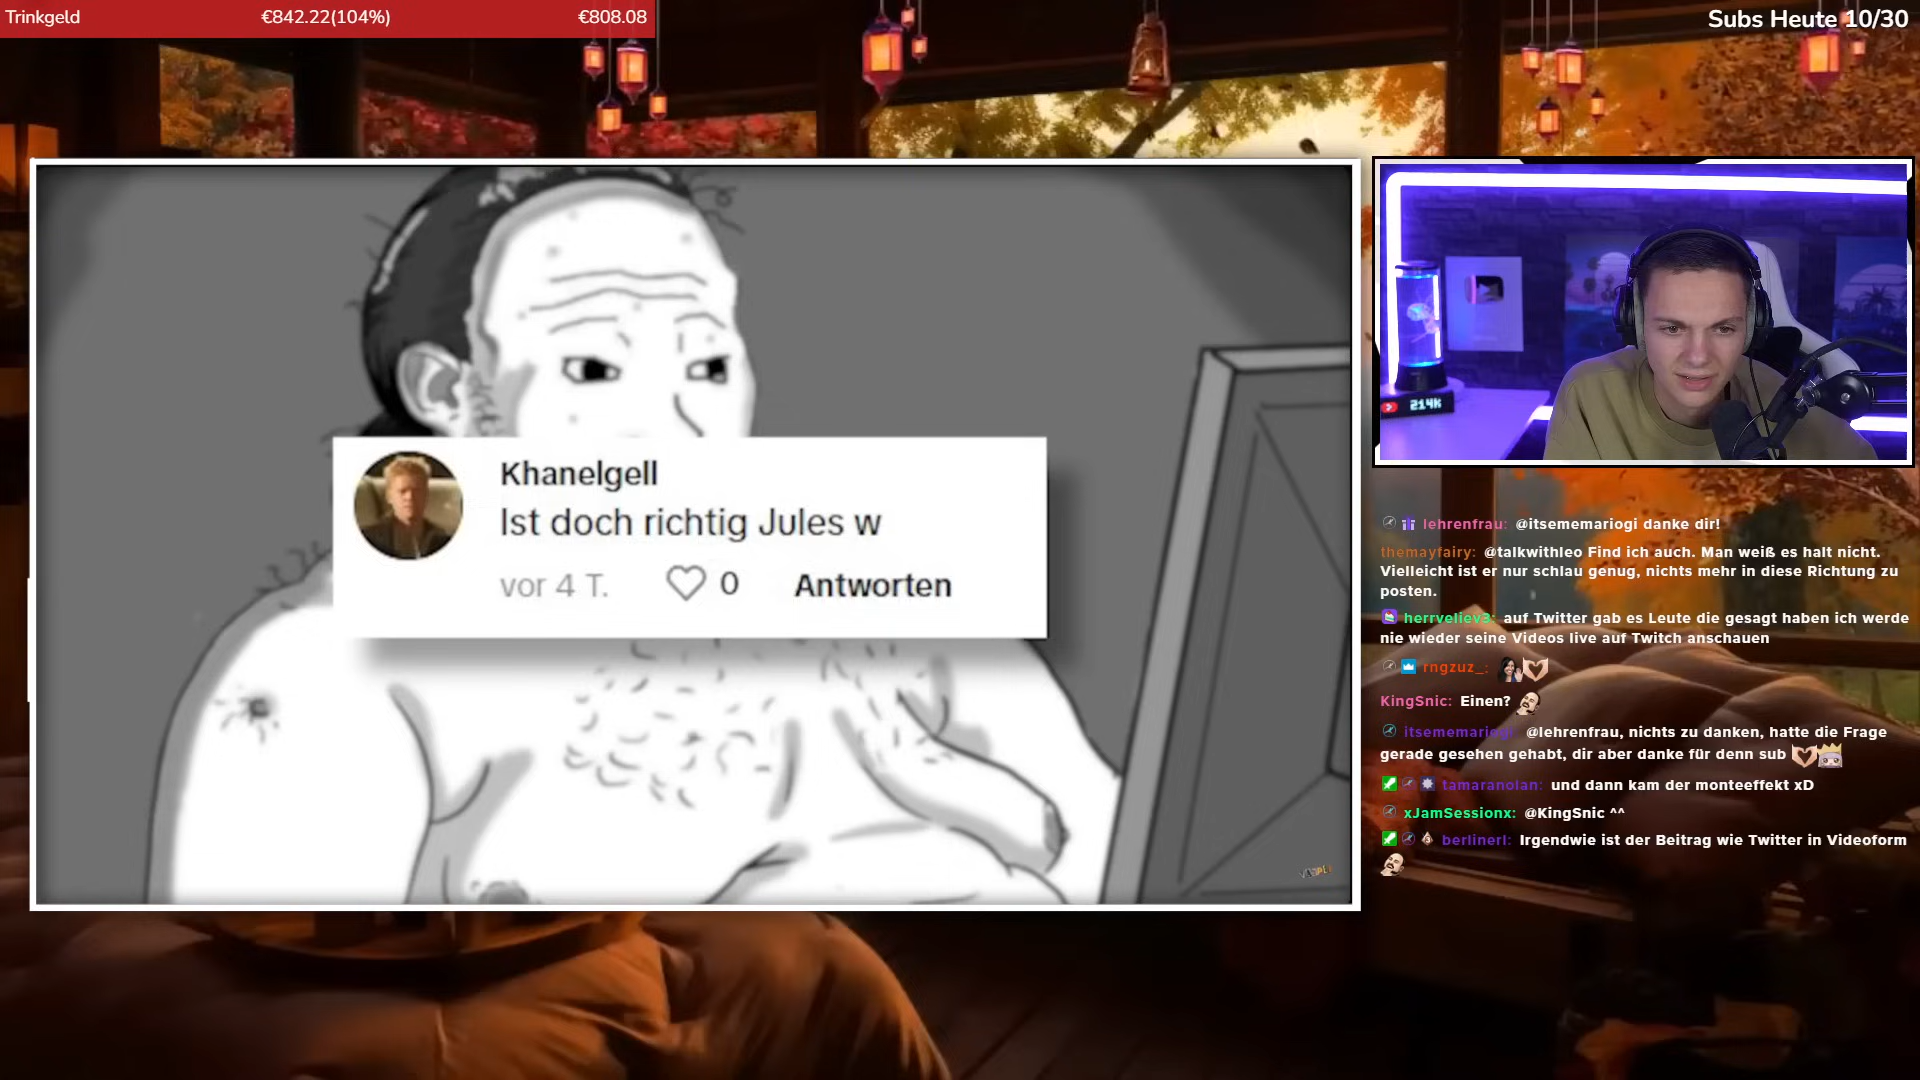 Trinkgeld €842.22(104%) €808.08
Subs Heute 10/30
Khanelgell
Ist doch richtig Jules w
vor 4 T. 0 Antworten
214K
lehrenfrau: @itsememariogi danke dir!
themayfairy: @talkwithleo Find ich auch. Man weiß es halt nicht.
Vielleicht ist er nur schlau genug, nichts mehr in diese Richtung zu
posten.
herrveliev3: auf Twitter gab es Leute die gesagt haben ich werde
nie wieder seine Videos live auf Twitch anschauen
rngzuz_:
KingSnic: Einen?
itsememariogi: @lehrenfrau, nichts zu danken, hatte die Frage
gerade gesehen gehabt, dir aber danke für denn sub
tamaranolan: und dann kam der monteeffekt xD
xJamSessionx: @KingSnic ^^
berlinerl: Irgendwie ist der Beitrag wie Twitter in Videoform